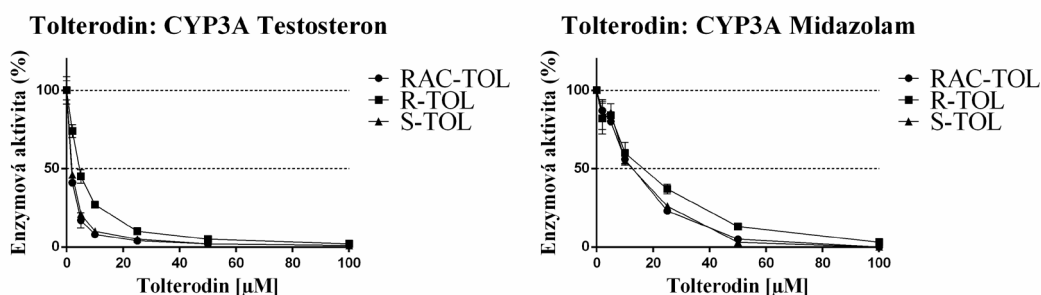 Tolterodin: CYP3A Testosteron
Enzymová aktivita (%)
100
50
0
0 20 40 60 80 100
Tolterodin [µM]
RAC-TOL
R-TOL
S-TOL
Tolterodin: CYP3A Midazolam
Enzymová aktivita (%)
100
50
0
0 20 40 60 80 100
Tolterodin [µM]
RAC-TOL
R-TOL
S-TOL